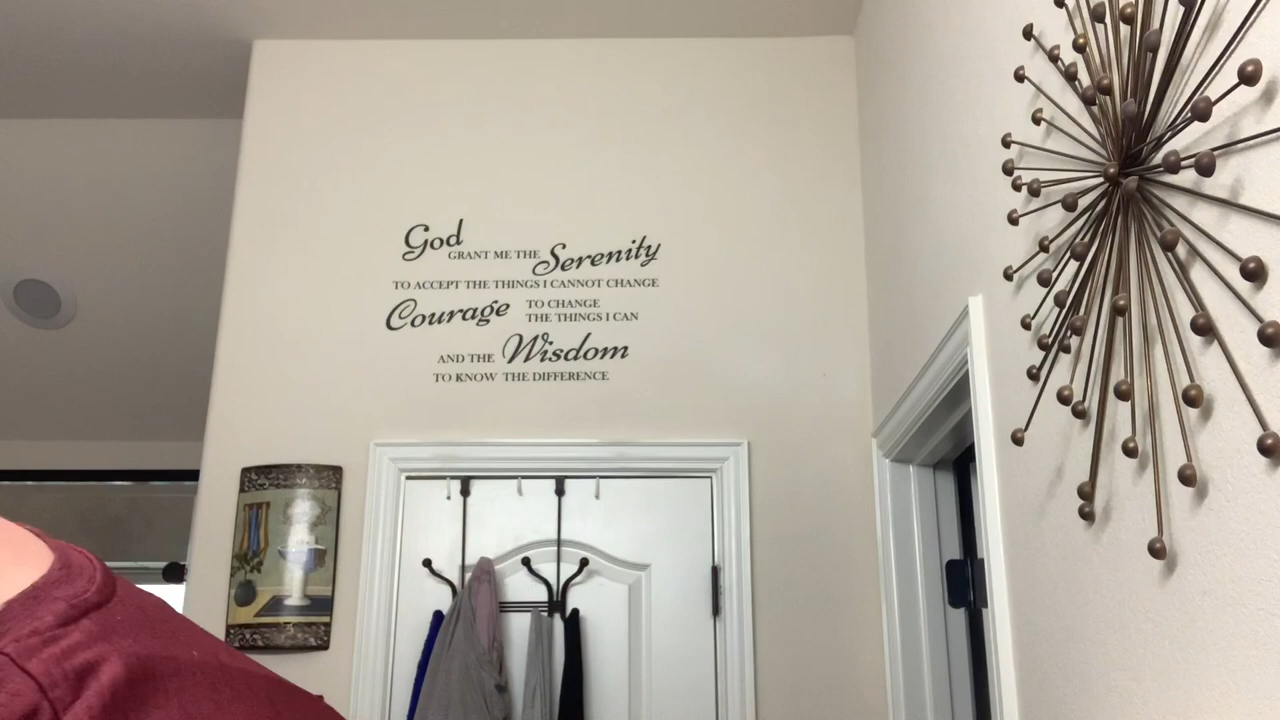 God GRANT ME THE Serenity
TO ACCEPT THE THINGS I CANNOT CHANGE
Courage TO CHANGE
THE THINGS I CAN
AND THE Wisdom
TO KNOW THE DIFFERENCE